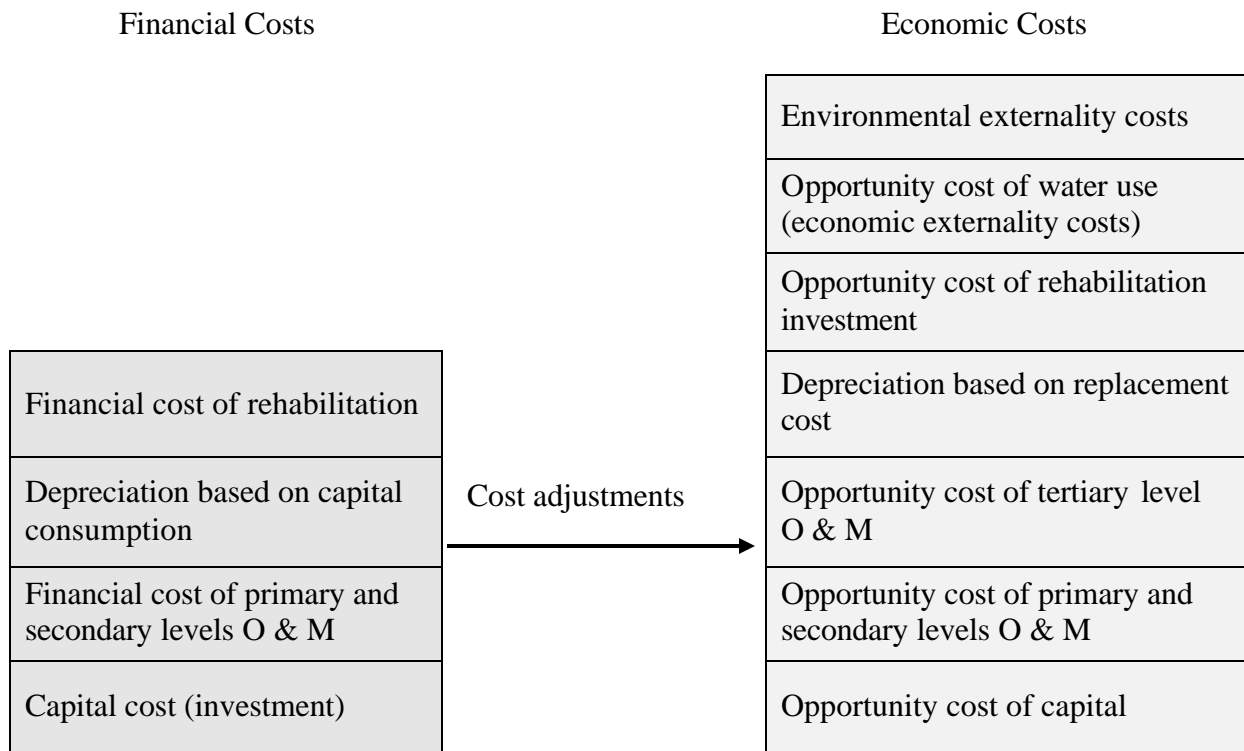 Financial Costs
Economic Costs
Environmental externality costs
Opportunity cost of water use
(economic externality costs)
Opportunity cost of rehabilitation
investment
Financial cost of rehabilitation
Depreciation based on replacement
cost
Depreciation based on capital
consumption
Cost adjustments
Opportunity cost of tertiary level
O & M
Financial cost of primary and
secondary levels O & M
Opportunity cost of primary and
secondary levels O & M
Capital cost (investment)
Opportunity cost of capital